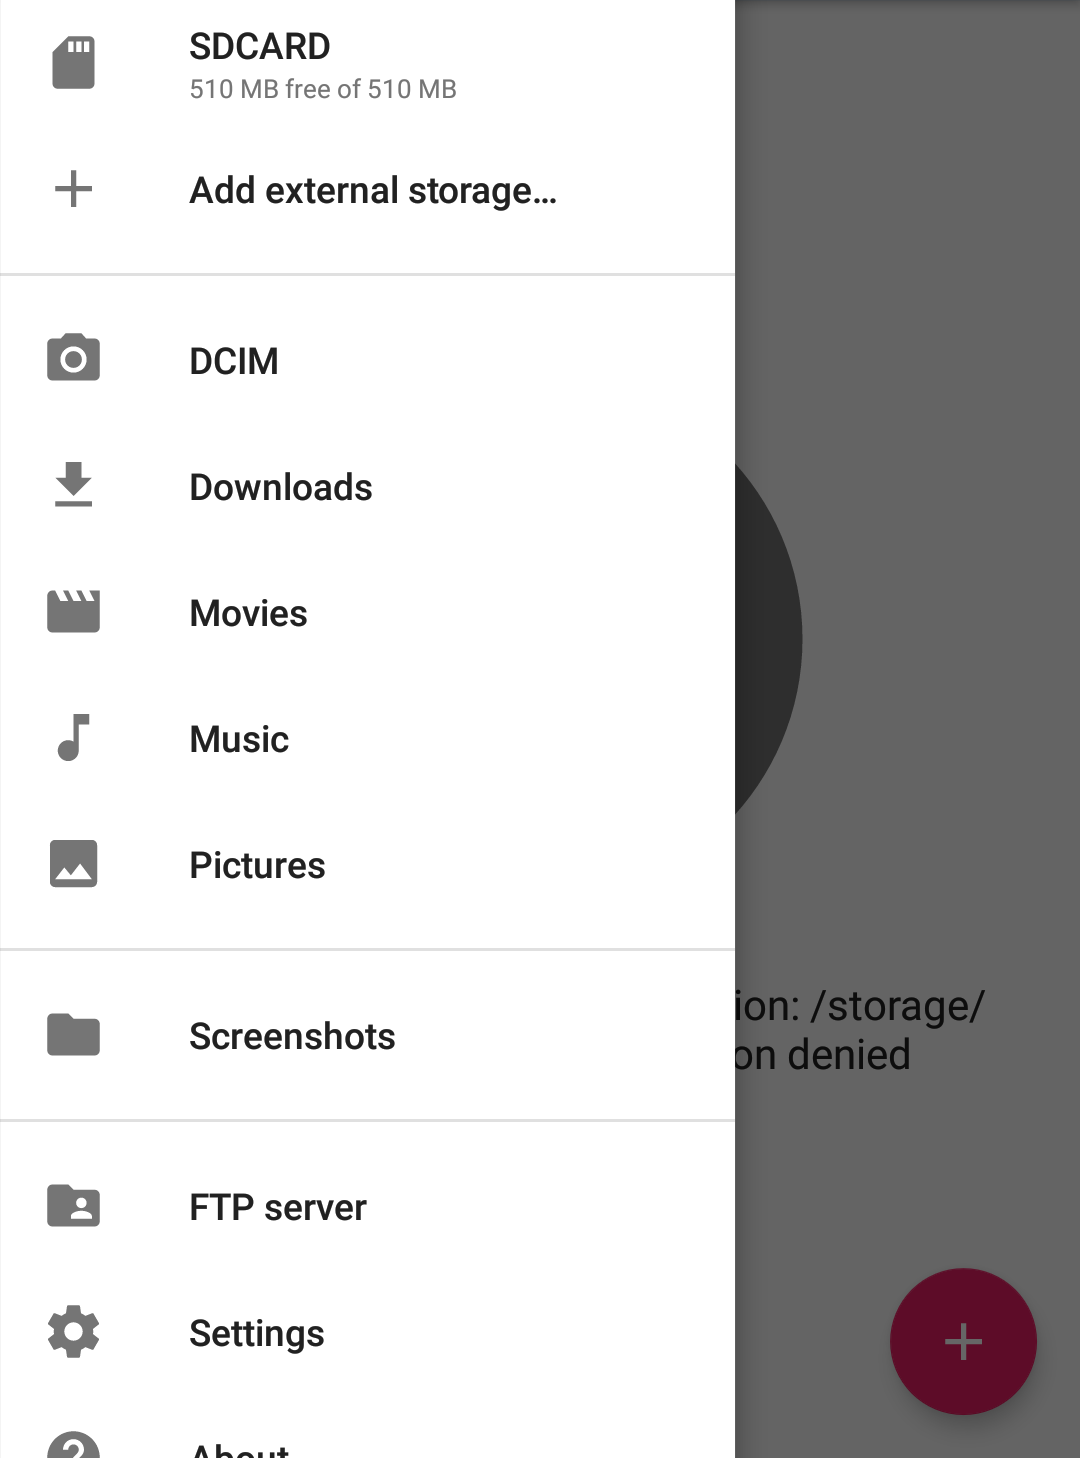 SDCARD
510 MB free of 510 MB
Add external storage…
DCIM
Downloads
Movies
Music
Pictures
Screenshots
ion: /storage/
on denied
FTP server
Settings
About